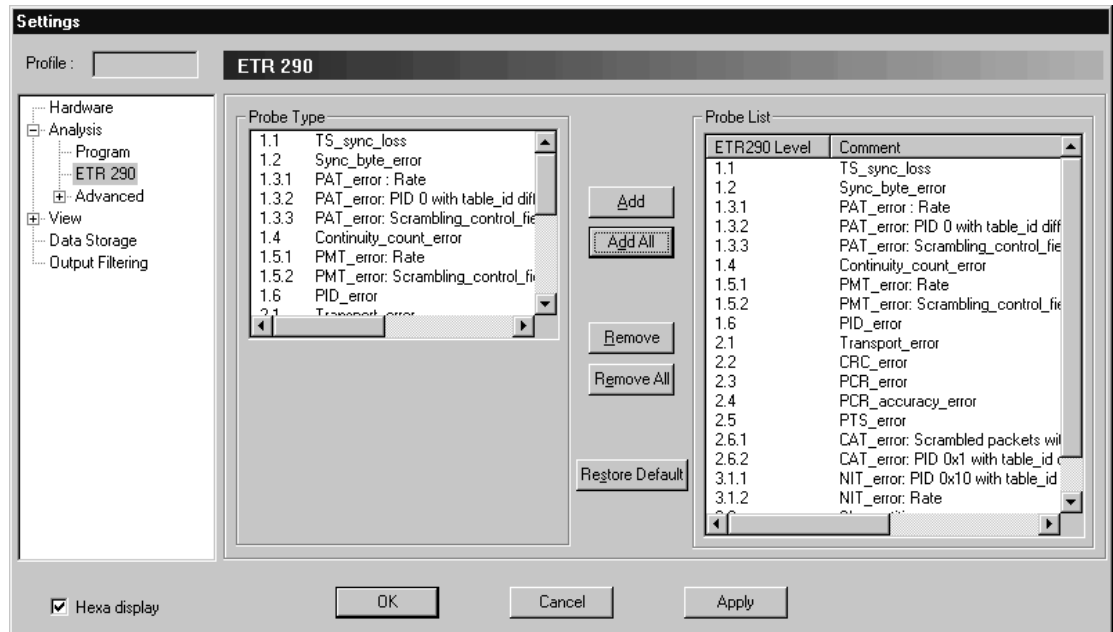 Settings
Profile :
ETR 290
Hardware
Analysis
Program
ETR 290
Advanced
View
Data Storage
Output Filtering
Probe Type
1.1 TS_sync_loss
1.2 Sync_byte_error
1.3.1 PAT_error : Rate
1.3.2 PAT_error: PID 0 with table_id diff
1.3.3 PAT_error: Scrambling_control_fie
1.4 Continuity_count_error
1.5.1 PMT_error: Rate
1.5.2 PMT_error: Scrambling_control_fi
1.6 PID_error
2.1 Transport_error
Add
Add All
Remove
Remove All
Restore Default
Probe List
ETR290 Level Comment
1.1 TS_sync_loss
1.2 Sync_byte_error
1.3.1 PAT_error : Rate
1.3.2 PAT_error: PID 0 with table_id diff
1.3.3 PAT_error: Scrambling_control_fie
1.4 Continuity_count_error
1.5.1 PMT_error: Rate
1.5.2 PMT_error: Scrambling_control_fie
1.6 PID_error
2.1 Transport_error
2.2 CRC_error
2.3 PCR_error
2.4 PCR_accuracy_error
2.5 PTS_error
2.6.1 CAT_error: Scrambled packets wi
2.6.2 CAT_error: PID 0x1 with table_id
3.1.1 NIT_error: PID 0x10 with table_id
3.1.2 NIT_error: Rate
Hexa display
OK
Cancel
Apply